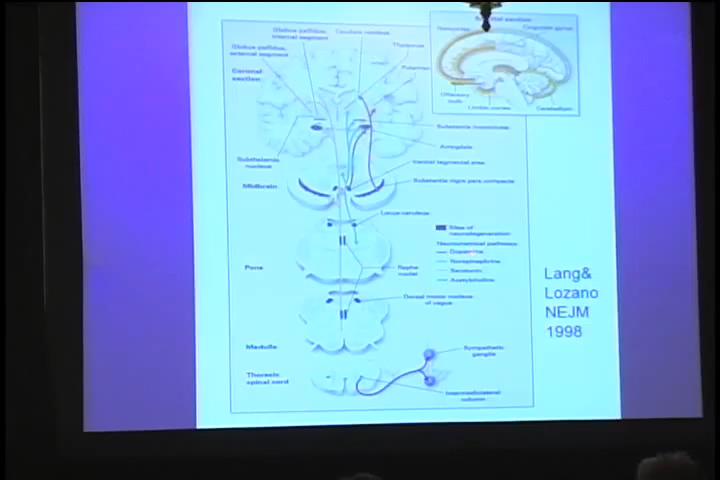 Globus pallidus,
internal segment
Caudate nucleus
Globus pallidus,
external segment
Thalamus
Putamen
Coronal
section
Cingulate gyrus
Olfactory
bulb
Limbic cortex
Cerebellum
Substantia innominata
Amygdala
Subthalamic
nucleus
Ventral tegmental area
Midbrain
Substantia nigra pars compacta
Locus ceruleus
Sites of
neurodegeneration
Neurochemical pathways
Dopamine
Norepinephrine
Serotonin
Acetylcholine
Pons
Raphe
nuclei
Dorsal motor nucleus
of vagus
Medulla
Sympathetic
ganglia
Thoracic
spinal cord
Intermediolateral
column
Lang&
Lozano
NEJM
1998